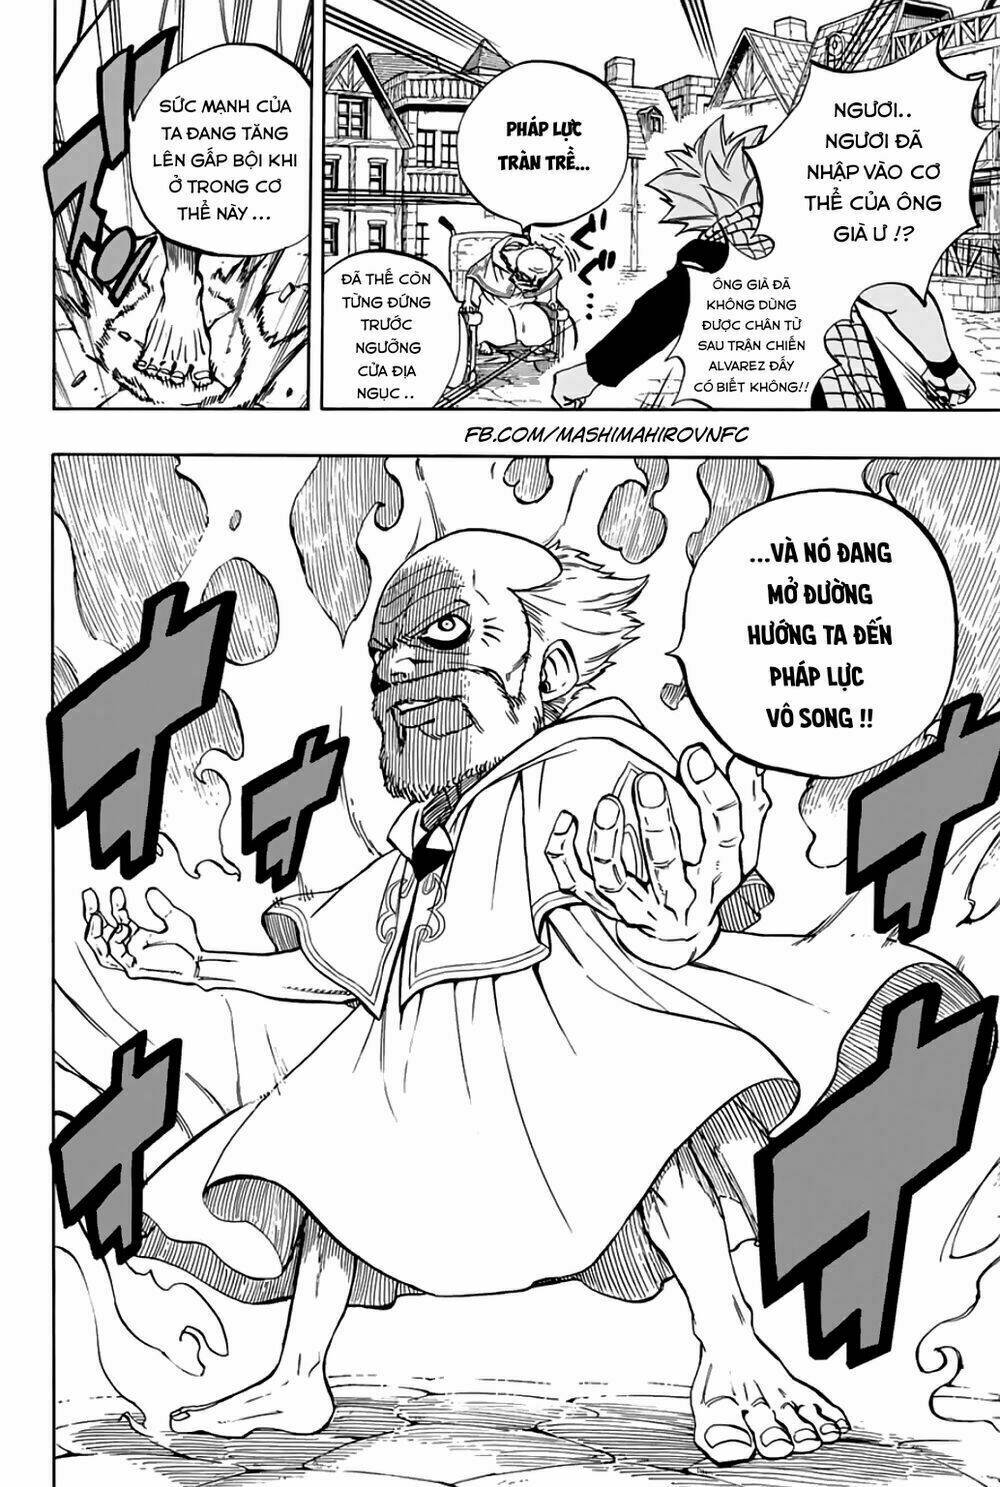 NGƯƠI..
NGƯƠI ĐÃ
NHẬP VÀO CƠ
THỂ CỦA ÔNG
GIÀ Ư !?
ÔNG GIÀ ĐÃ
KHÔNG DÙNG
ĐƯỢC CHÂN TỪ
SAU TRẬN CHIẾN
ALVAREZ ĐẤY
CÓ BIẾT KHÔNG!!
PHÁP LỰC
TRÀN TRỀ...
ĐÃ THẾ CÒN
TỪNG ĐỨNG
TRƯỚC
NGƯỠNG
CỬA ĐỊA
NGỤC ..
SỨC MẠNH CỦA
TA ĐANG TĂNG
LÊN GẤP BỘI KHI
Ở TRONG CƠ
THỂ NÀY ...
FB.COM/MASHIMAHIROVNFC
...VÀ NÓ ĐANG
MỞ ĐƯỜNG
HƯỚNG TA ĐẾN
PHÁP LỰC
VÔ SONG !!